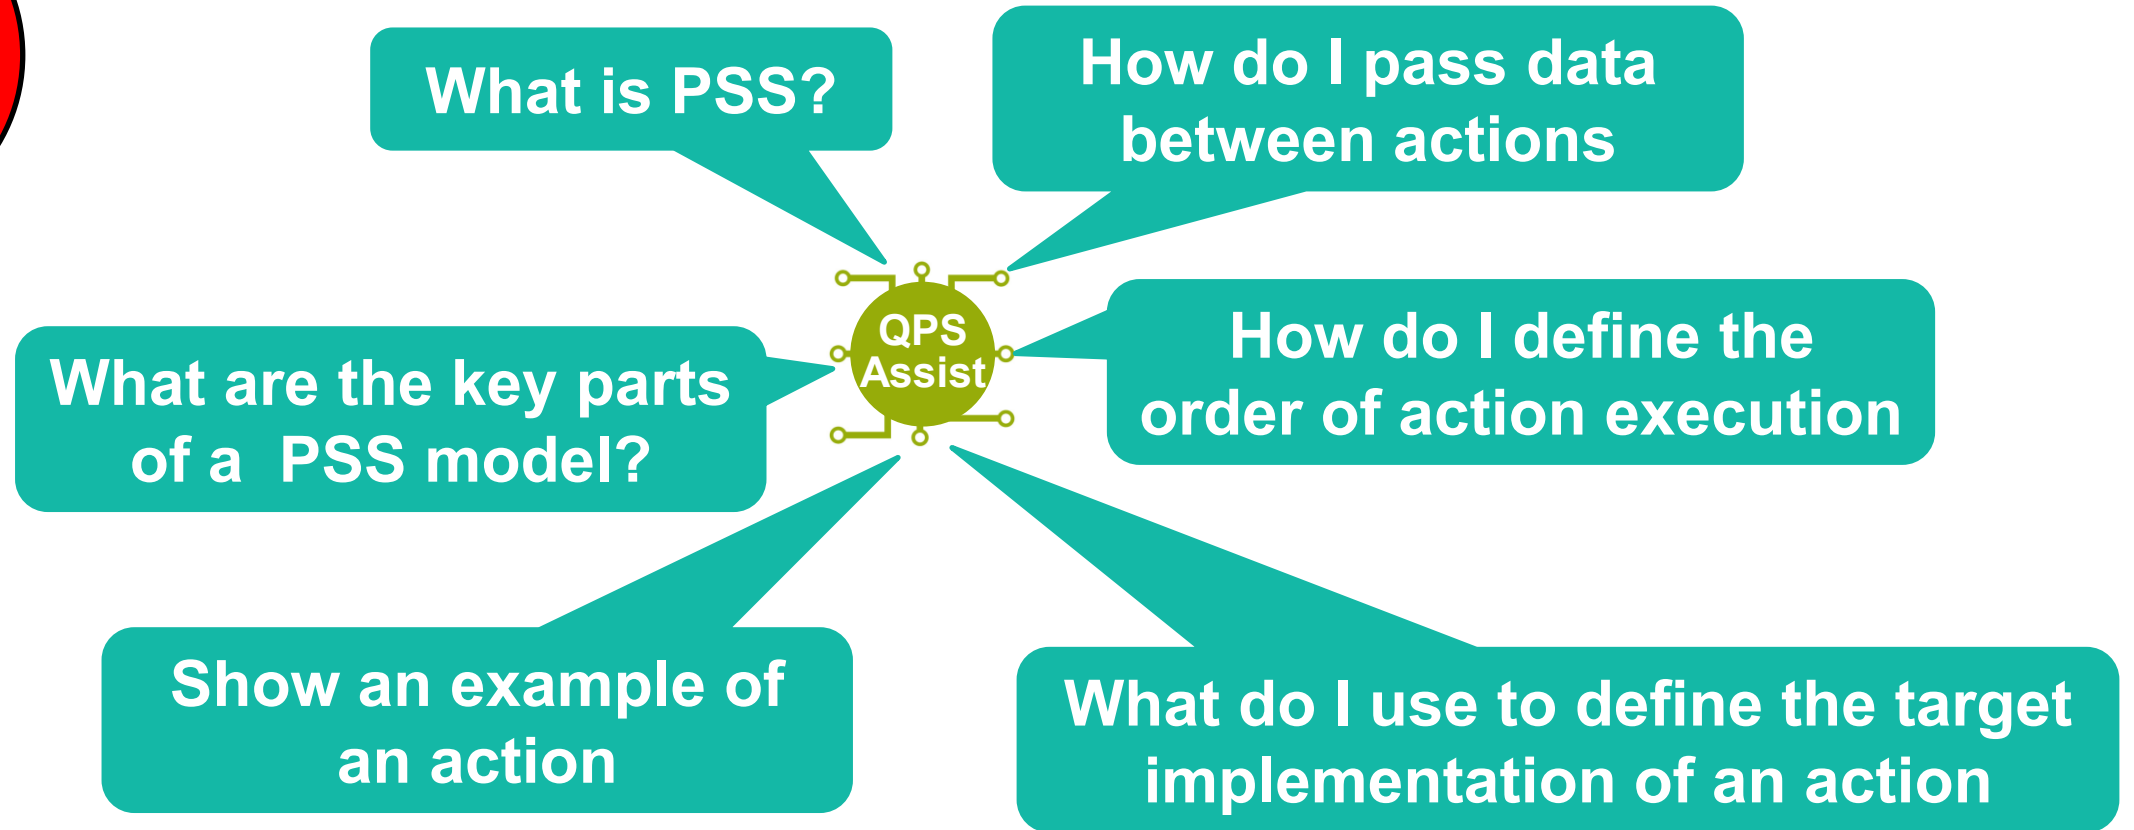 What is PSS?
How do I pass data
between actions
QPS
Assist
How do I define the
order of action execution
What are the key parts
of a  PSS model?
Show an example of
an action
What do I use to define the target
implementation of an action